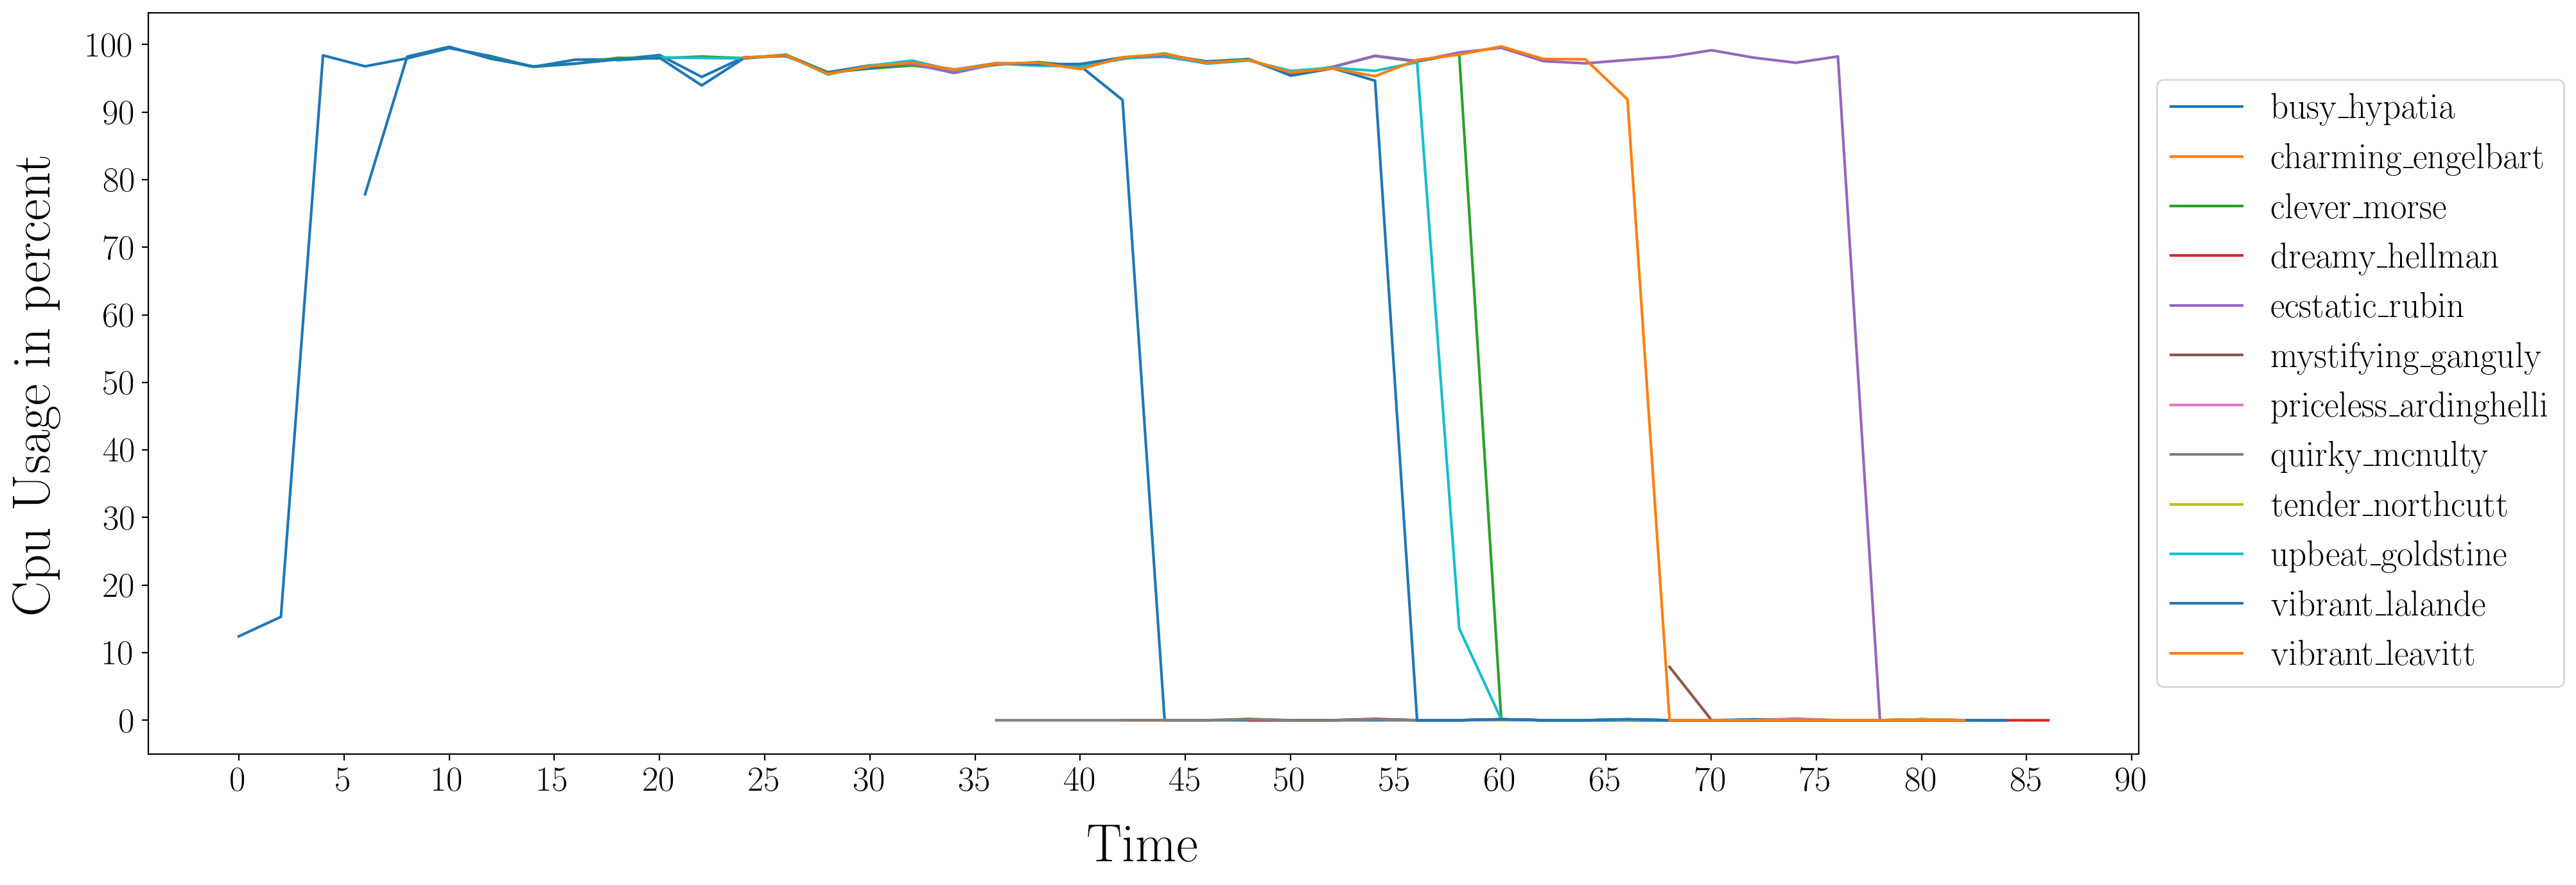 Cpu Usage in percent
100
90
80
70
60
50
40
30
20
10
0
0 5 10 15 20 25 30 35 40 45 50 55 60 65 70 75 80 85 90
Time
busy_hypatia
charming_engelbart
clever_morse
dreamy_hellman
ecstatic_rubin
mystifying_ganguly
priceless_ardinghelli
quirky_mcnulty
tender_northcutt
upbeat_goldstine
vibrant_lalande
vibrant_leavitt